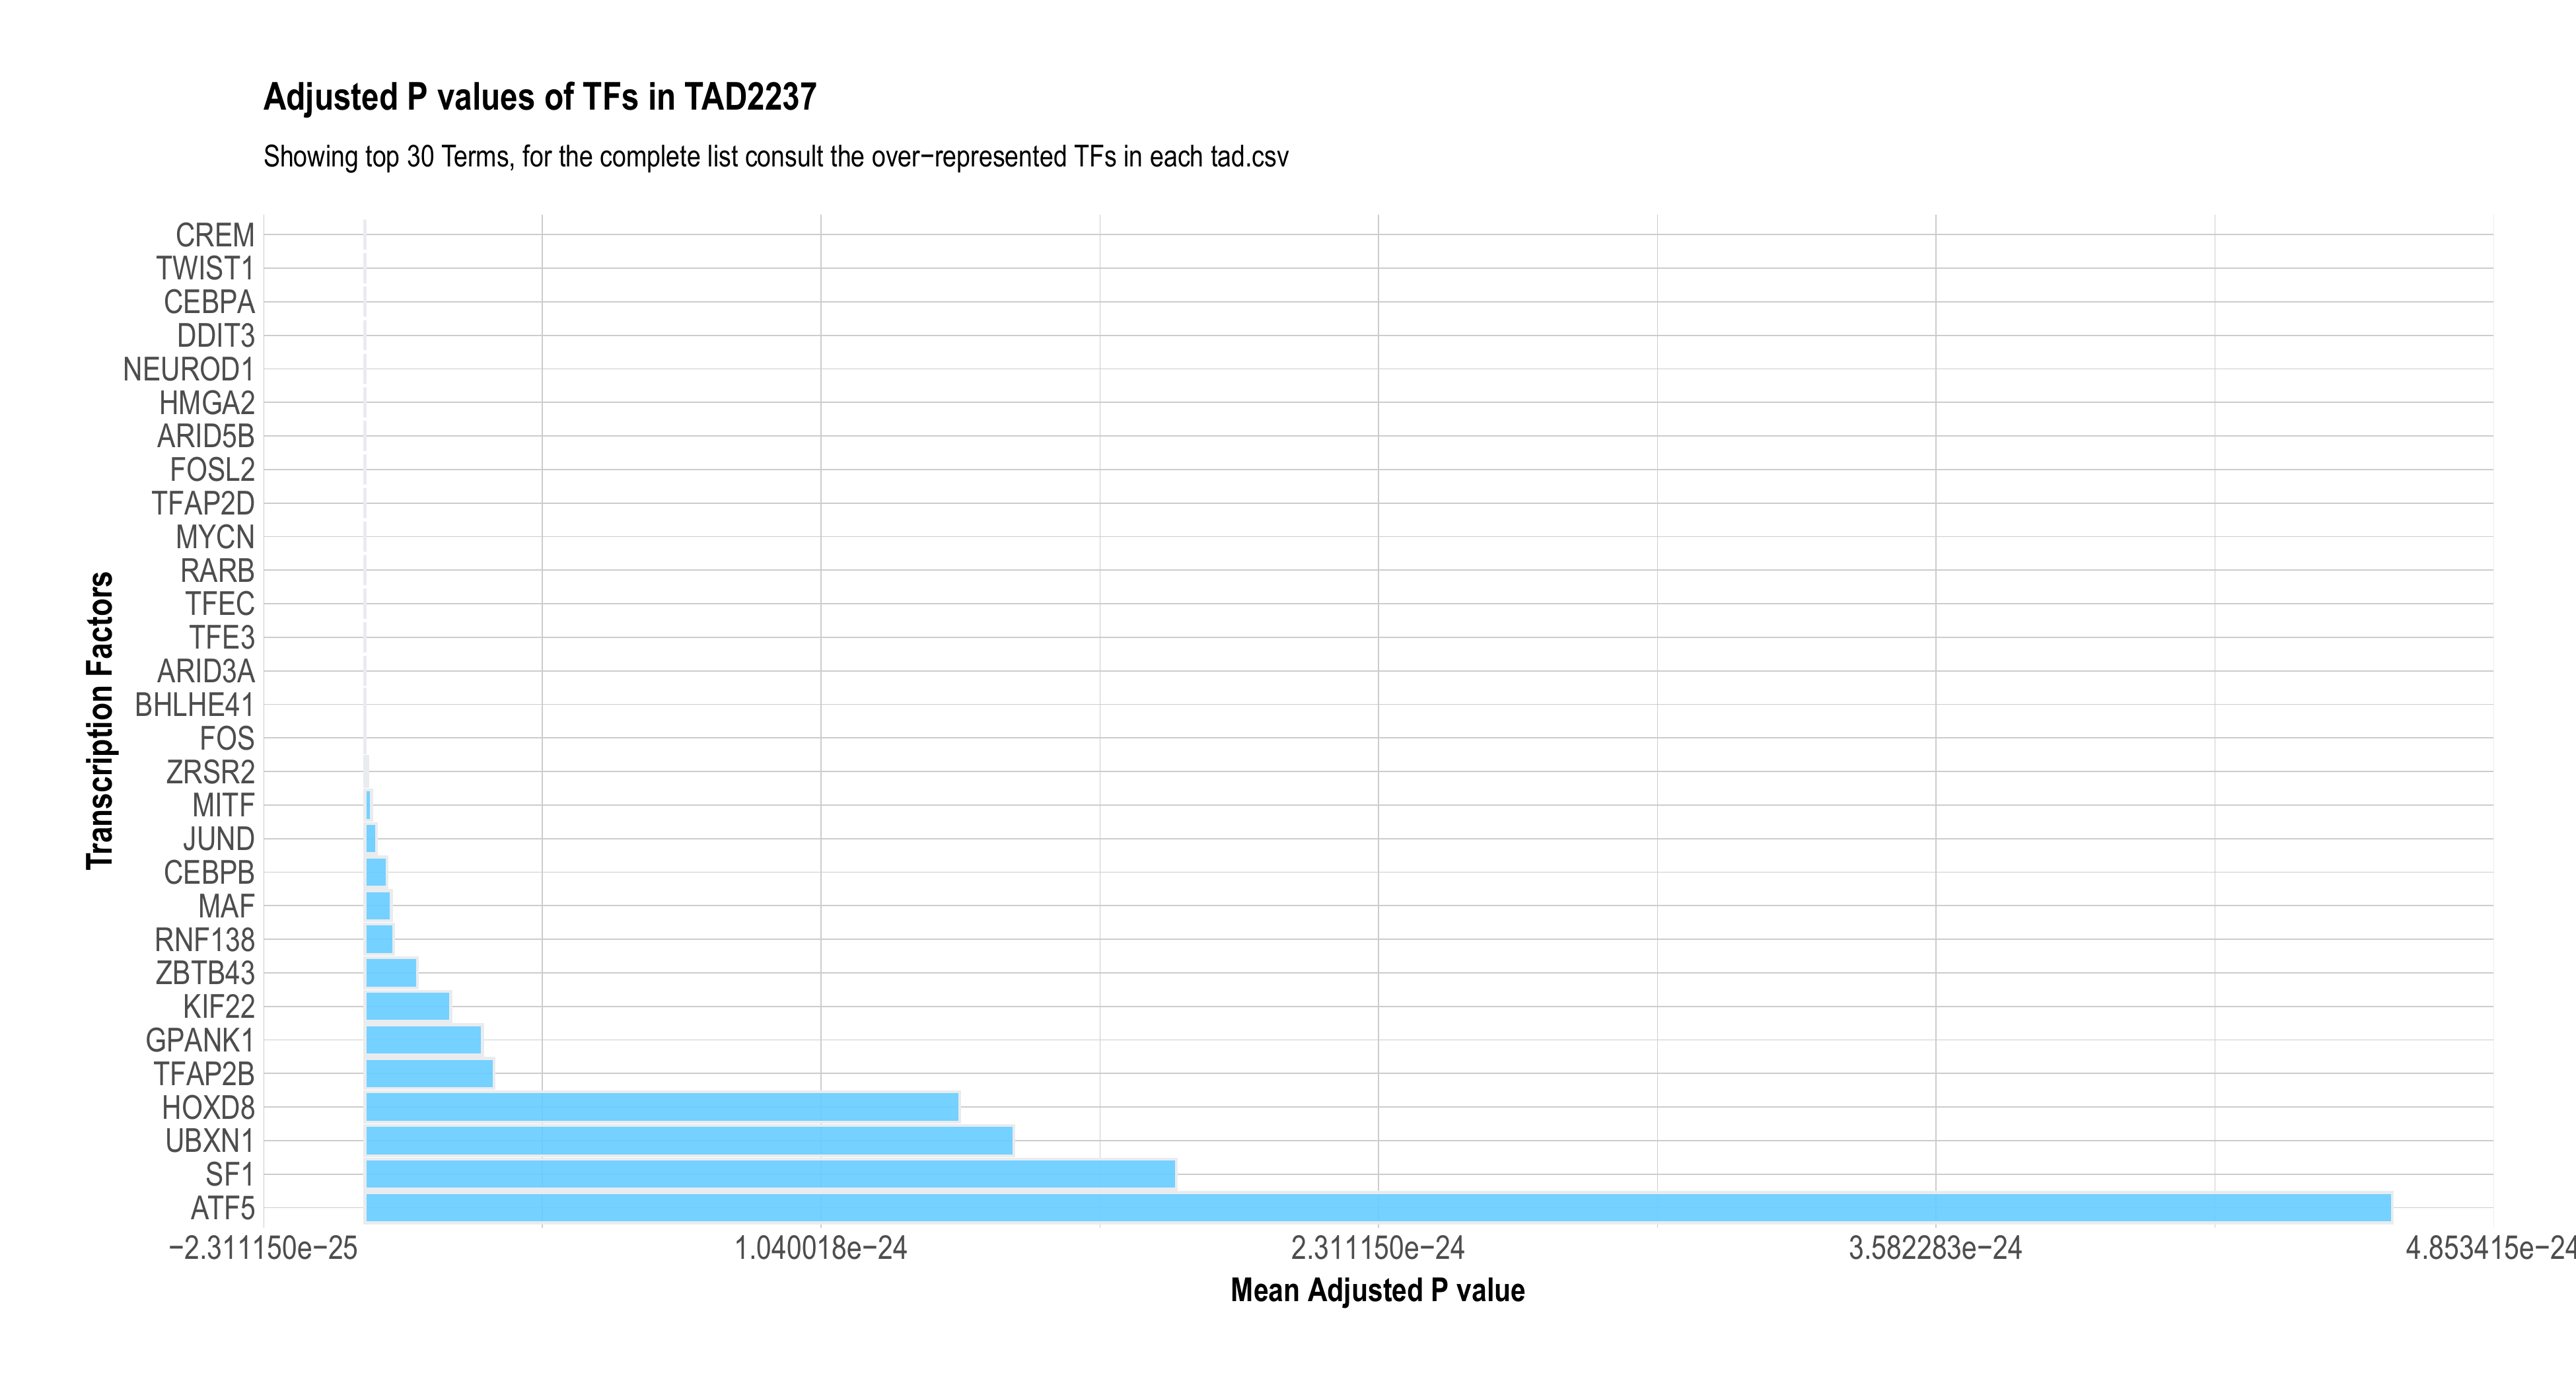 Adjusted P values of TFs in TAD2237
Showing top 30 Terms, for the complete list consult the over−represented TFs in each tad.csv
Transcription Factors
CREM
TWIST1
CEBPA
DDIT3
NEUROD1
HMGA2
ARID5B
FOSL2
TFAP2D
MYCN
RARB
TFEC
TFE3
ARID3A
BHLHE41
FOS
ZRSR2
MITF
JUND
CEBPB
MAF
RNF138
ZBTB43
KIF22
GPANK1
TFAP2B
HOXD8
UBXN1
SF1
ATF5
−2.311150e−25 1.040018e−24 2.311150e−24 3.582283e−24 4.853415e−24
Mean Adjusted P value